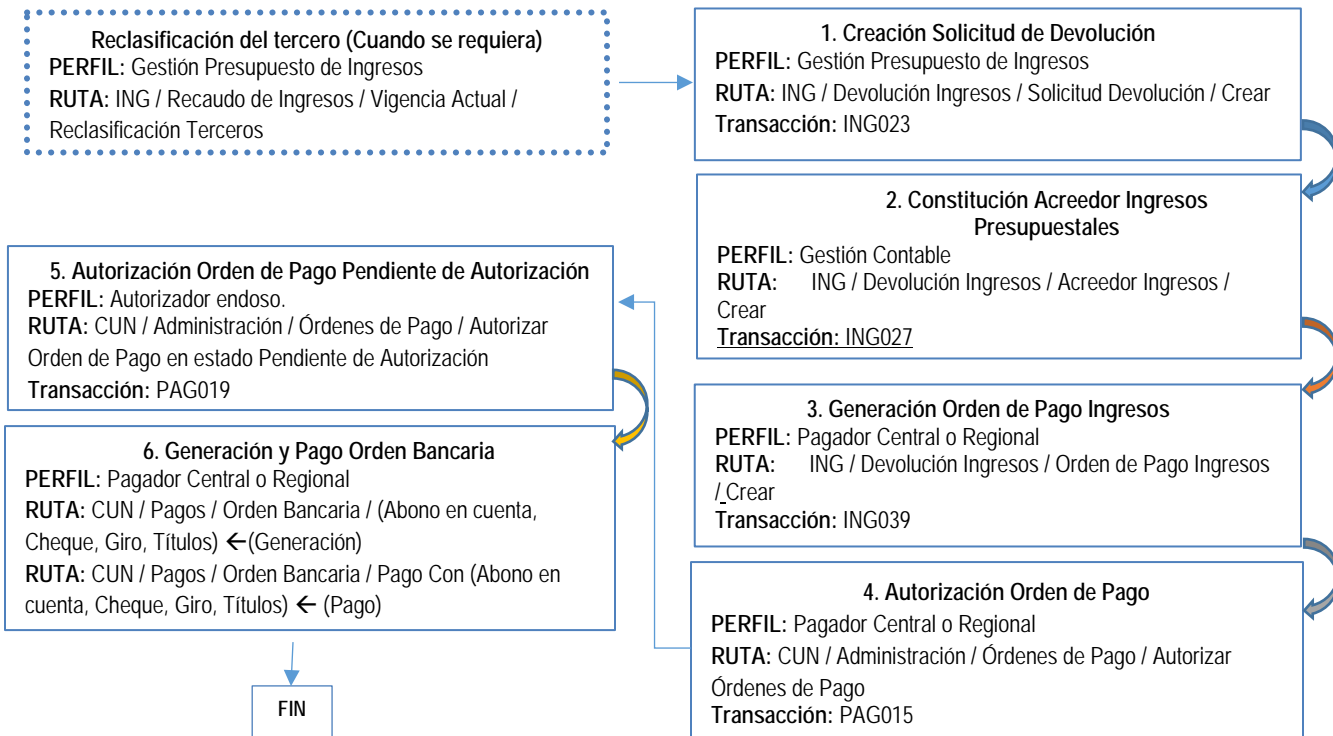 Reclasificación del tercero (Cuando se requiera)
PERFIL: Gestión Presupuesto de Ingresos
RUTA: ING / Recaudo de Ingresos / Vigencia Actual /
Reclasificación Terceros
1. Creación Solicitud de Devolución
PERFIL: Gestión Presupuesto de Ingresos
RUTA: ING / Devolución Ingresos / Solicitud Devolución / Crear
Transacción: ING023
2. Constitución Acreedor Ingresos
Presupuestales
PERFIL: Gestión Contable
RUTA: ING / Devolución Ingresos / Acreedor Ingresos /
Crear
Transacción: ING027
3. Generación Orden de Pago Ingresos
PERFIL: Pagador Central o Regional
RUTA: ING / Devolución Ingresos / Orden de Pago Ingresos
/ Crear
Transacción: ING039
4. Autorización Orden de Pago
PERFIL: Pagador Central o Regional
RUTA: CUN / Administración / Órdenes de Pago / Autorizar
Órdenes de Pago
Transacción: PAG015
5. Autorización Orden de Pago Pendiente de Autorización
PERFIL: Autorizador endoso.
RUTA: CUN / Administración / Órdenes de Pago / Autorizar
Orden de Pago en estado Pendiente de Autorización
Transacción: PAG019
6. Generación y Pago Orden Bancaria
PERFIL: Pagador Central o Regional
RUTA: CUN / Pagos / Orden Bancaria / (Abono en cuenta,
Cheque, Giro, Títulos) ←(Generación)
RUTA: CUN / Pagos / Orden Bancaria / Pago Con (Abono en
cuenta, Cheque, Giro, Títulos) ← (Pago)
FIN